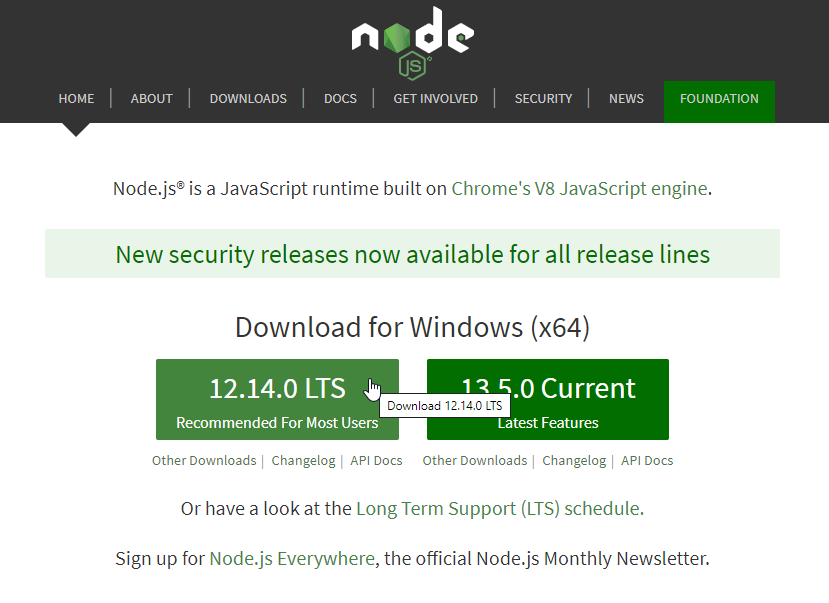 node
JS
HOME ABOUT DOWNLOADS DOCS GET INVOLVED SECURITY NEWS FOUNDATION
Node.js® is a JavaScript runtime built on Chrome's V8 JavaScript engine.
New security releases now available for all release lines
Download for Windows (x64)
12.14.0 LTS
Recommended For Most Users
13.5.0 Current
Latest Features
Download 12.14.0 LTS
Other Downloads | Changelog | API Docs
Other Downloads | Changelog | API Docs
Or have a look at the Long Term Support (LTS) schedule.
Sign up for Node.js Everywhere, the official Node.js Monthly Newsletter.